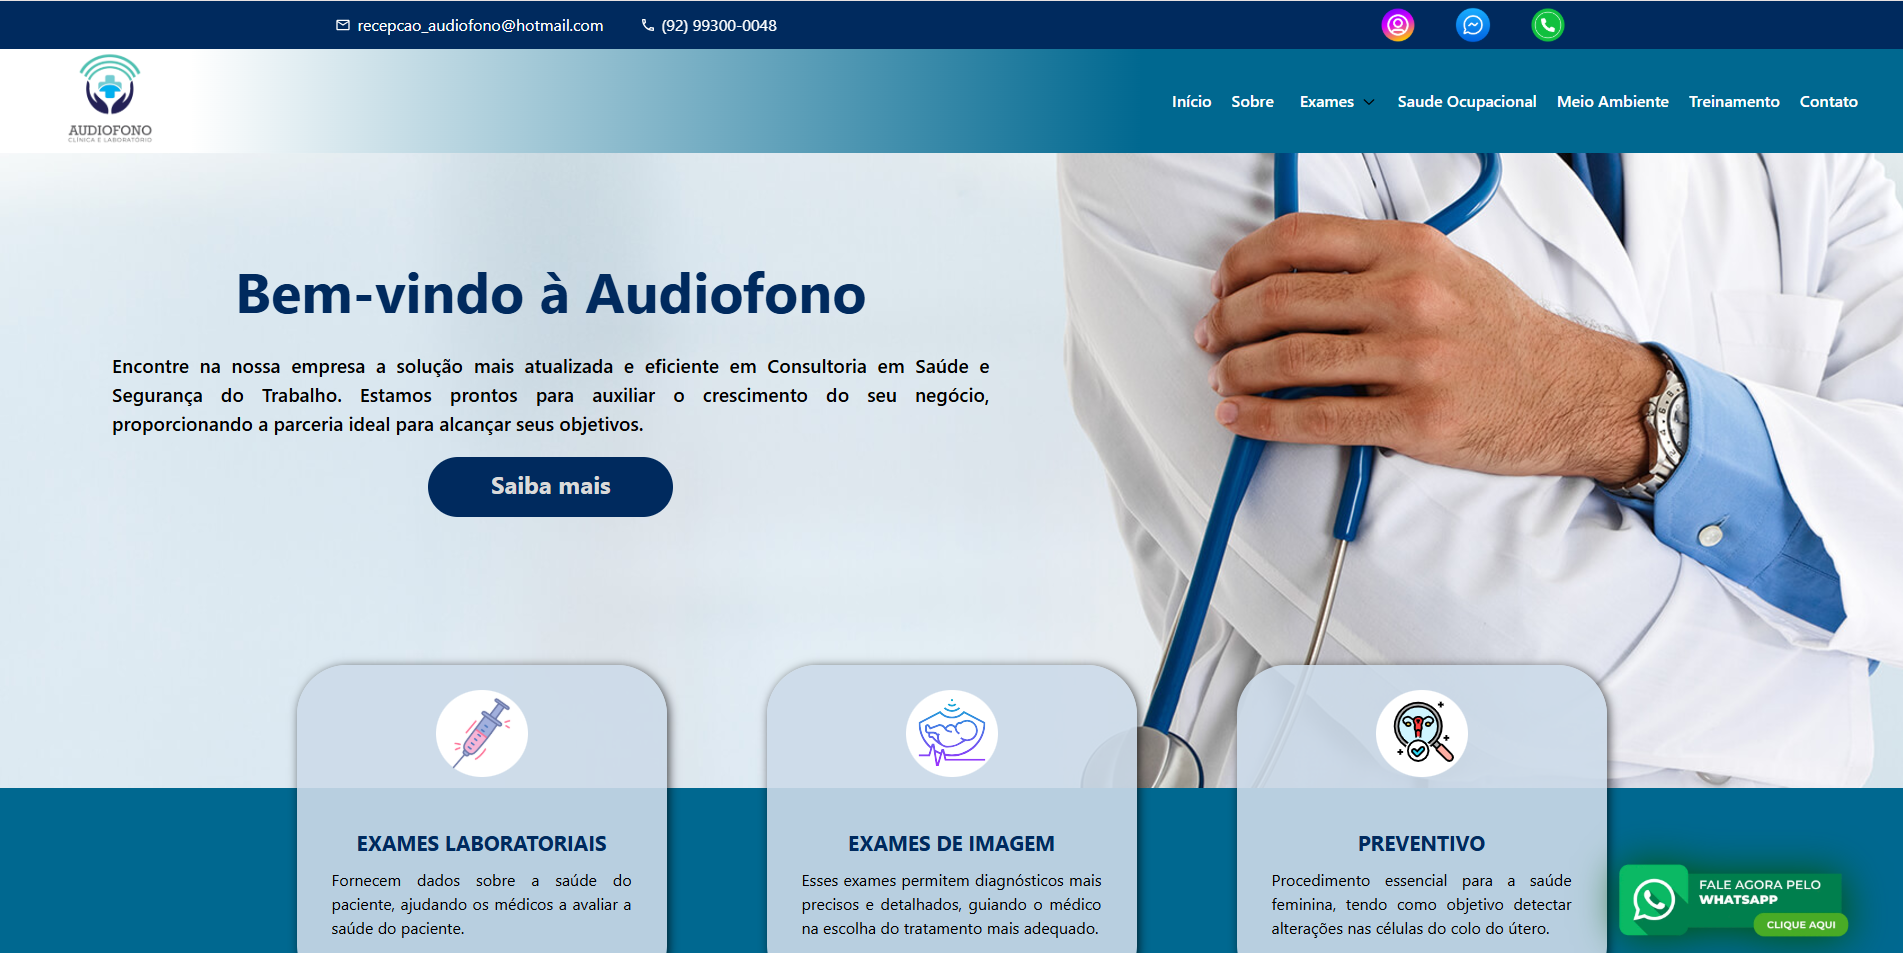 recepcao_audiofono@hotmail.com (92) 99300-0048
AUDIOFONO
CLÍNICA E LABORATÓRIO
Início Sobre Exames Saude Ocupacional Meio Ambiente Treinamento Contato
Bem-vindo à Audiofono
Encontre na nossa empresa a solução mais atualizada e eficiente em Consultoria em Saúde e
Segurança do Trabalho. Estamos prontos para auxiliar o crescimento do seu negócio,
proporcionando a parceria ideal para alcançar seus objetivos.
Saiba mais
EXAMES LABORATORIAIS
Fornecem dados sobre a saúde do
paciente, ajudando os médicos a avaliar a
saúde do paciente.
EXAMES DE IMAGEM
Esses exames permitem diagnósticos mais
precisos e detalhados, guiando o médico
na escolha do tratamento mais adequado.
PREVENTIVO
Procedimento essencial para a saúde
feminina, tendo como objetivo detectar
alterações nas células do colo do útero.
FALE AGORA PELO
WHATSAPP
CLIQUE AQUI